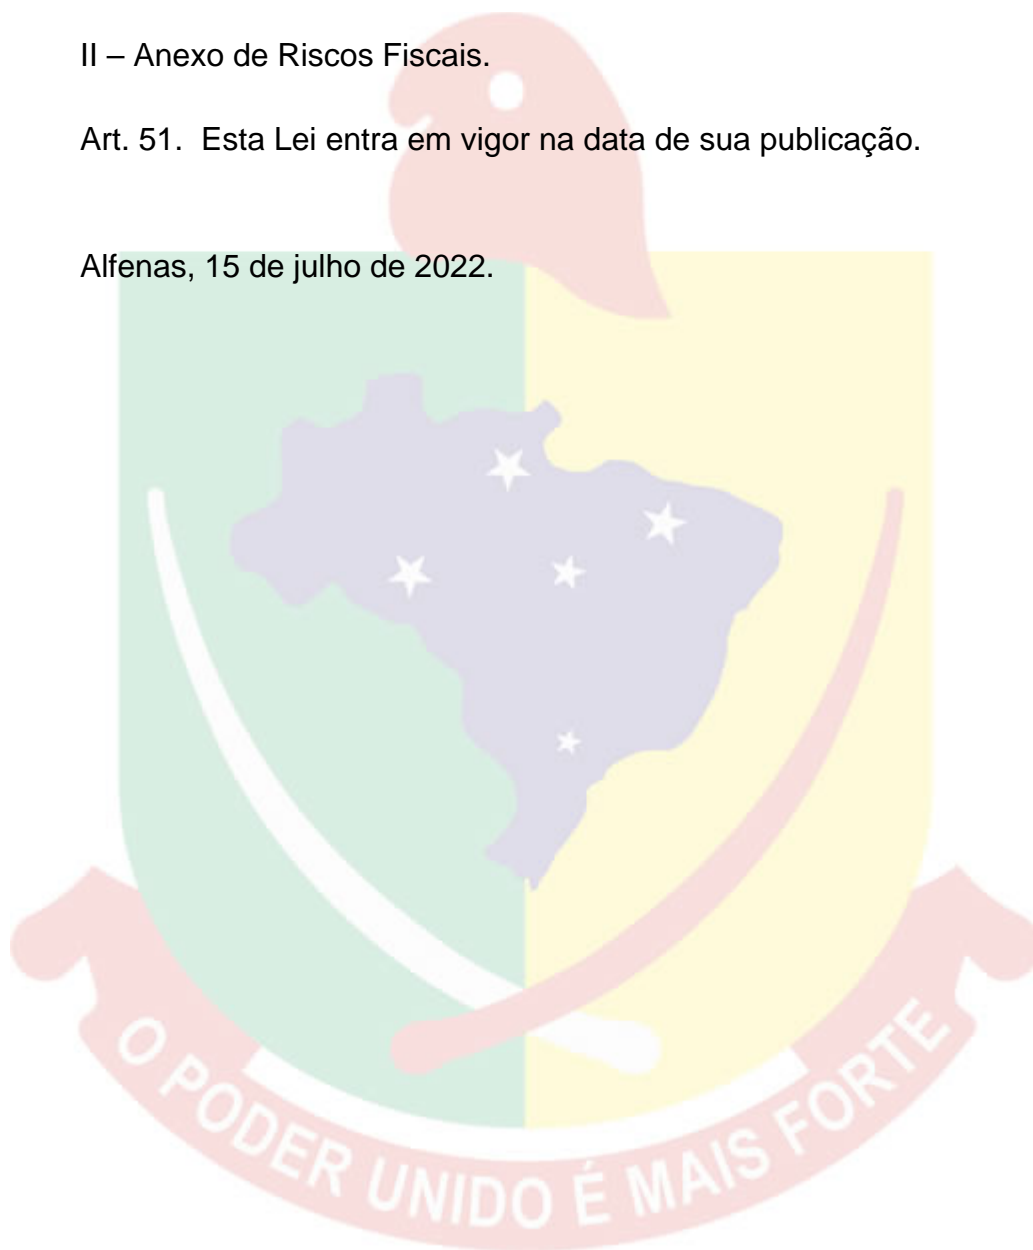 II – Anexo de Riscos Fiscais.
Art. 51.  Esta Lei entra em vigor na data de sua publicação.
Alfenas, 15 de julho de 2022.
O PODER UNIDO É MAIS FORTE